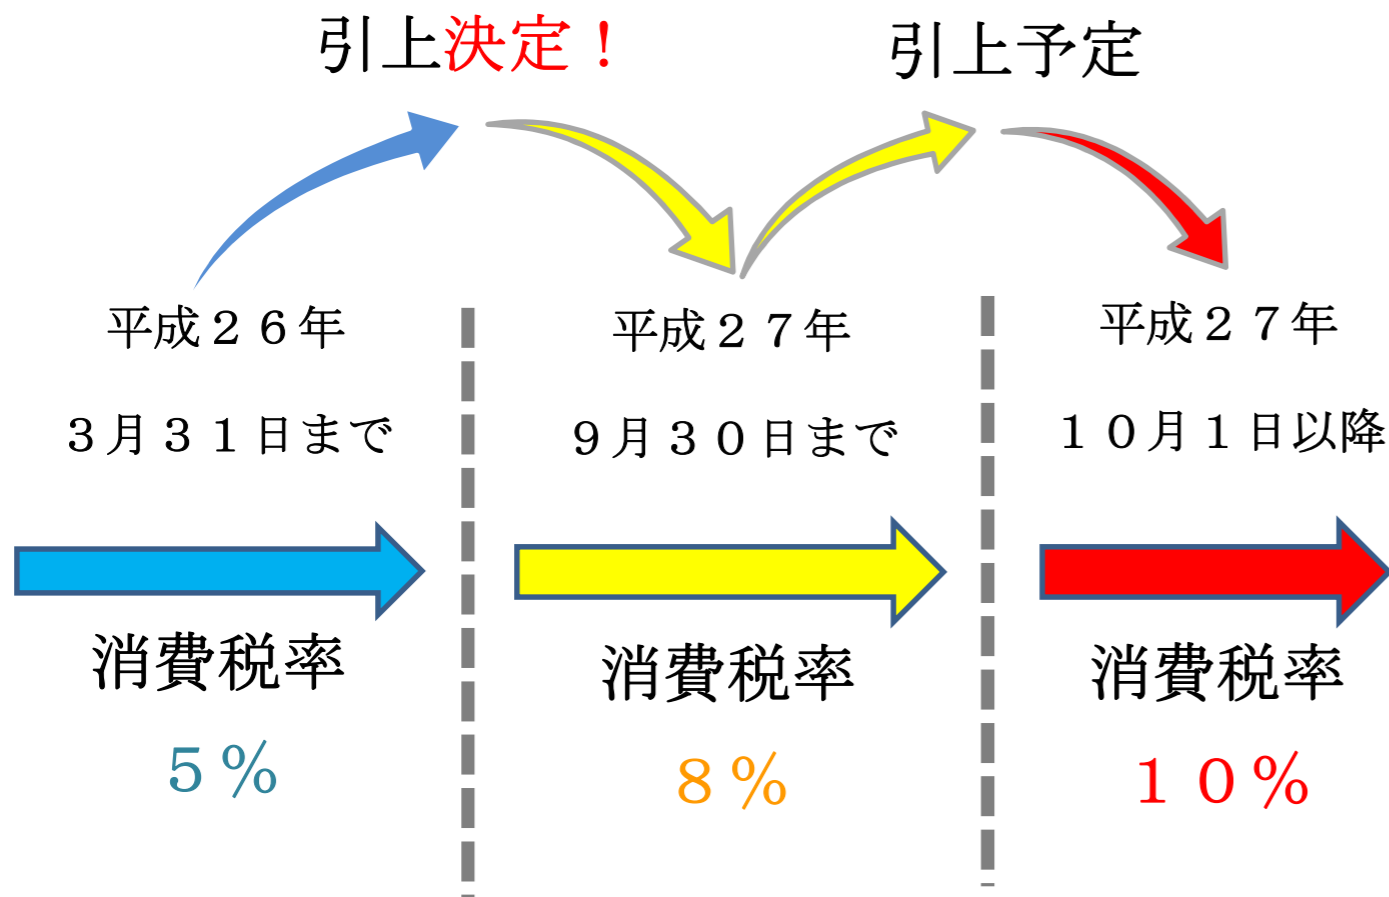 引上決定！
引上予定
平成２６年
３月３１日まで
消費税率
５％
平成２７年
９月３０日まで
消費税率
８％
平成２７年
１０月１日以降
消費税率
１０％